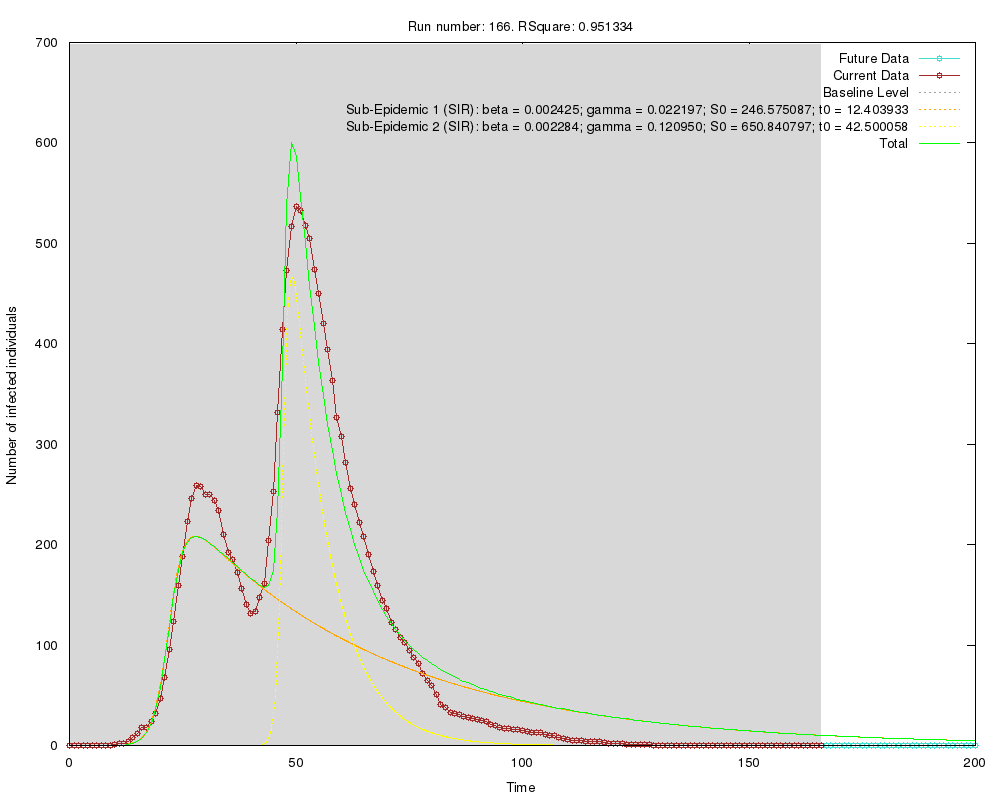 Run number: 166. RSquare: 0.951334
700
Future Data
Current Data
Baseline Level
Sub-Epidemic 1 (SIR): beta = 0.002425; gamma = 0.022197; S0 = 246.575087; t0 = 12.403933
Sub-Epidemic 2 (SIR): beta = 0.002284; gamma = 0.120950; S0 = 650.840797; t0 = 42.500058
Total
600
500
400
300
200
100
0
Number of infected individuals
0 50 100 150 200
Time